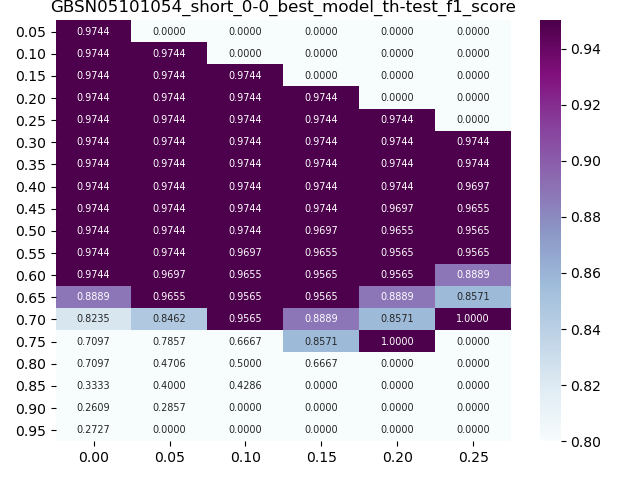 GBSN05101054_short_0-0_best_model_th-test_f1_score
0.05 0.9744 0.0000 0.0000 0.0000 0.0000 0.0000
0.10 0.9744 0.9744 0.0000 0.0000 0.0000 0.0000
0.15 0.9744 0.9744 0.9744 0.0000 0.0000 0.0000
0.20 0.9744 0.9744 0.9744 0.9744 0.0000 0.0000
0.25 0.9744 0.9744 0.9744 0.9744 0.9744 0.0000
0.30 0.9744 0.9744 0.9744 0.9744 0.9744 0.9744
0.35 0.9744 0.9744 0.9744 0.9744 0.9744 0.9744
0.40 0.9744 0.9744 0.9744 0.9744 0.9744 0.9697
0.45 0.9744 0.9744 0.9744 0.9744 0.9697 0.9655
0.50 0.9744 0.9744 0.9744 0.9697 0.9655 0.9565
0.55 0.9744 0.9744 0.9697 0.9655 0.9565 0.9565
0.60 0.9744 0.9697 0.9655 0.9565 0.9565 0.8889
0.65 0.8889 0.9655 0.9565 0.9565 0.8889 0.8571
0.70 0.8235 0.8462 0.9565 0.8889 0.8571 1.0000
0.75 0.7097 0.7857 0.6667 0.8571 1.0000 0.0000
0.80 0.7097 0.4706 0.5000 0.6667 0.0000 0.0000
0.85 0.3333 0.4000 0.4286 0.0000 0.0000 0.0000
0.90 0.2609 0.2857 0.0000 0.0000 0.0000 0.0000
0.95 0.2727 0.0000 0.0000 0.0000 0.0000 0.0000
0.00 0.05 0.10 0.15 0.20 0.25
0.94
0.92
0.90
0.88
0.86
0.84
0.82
0.80